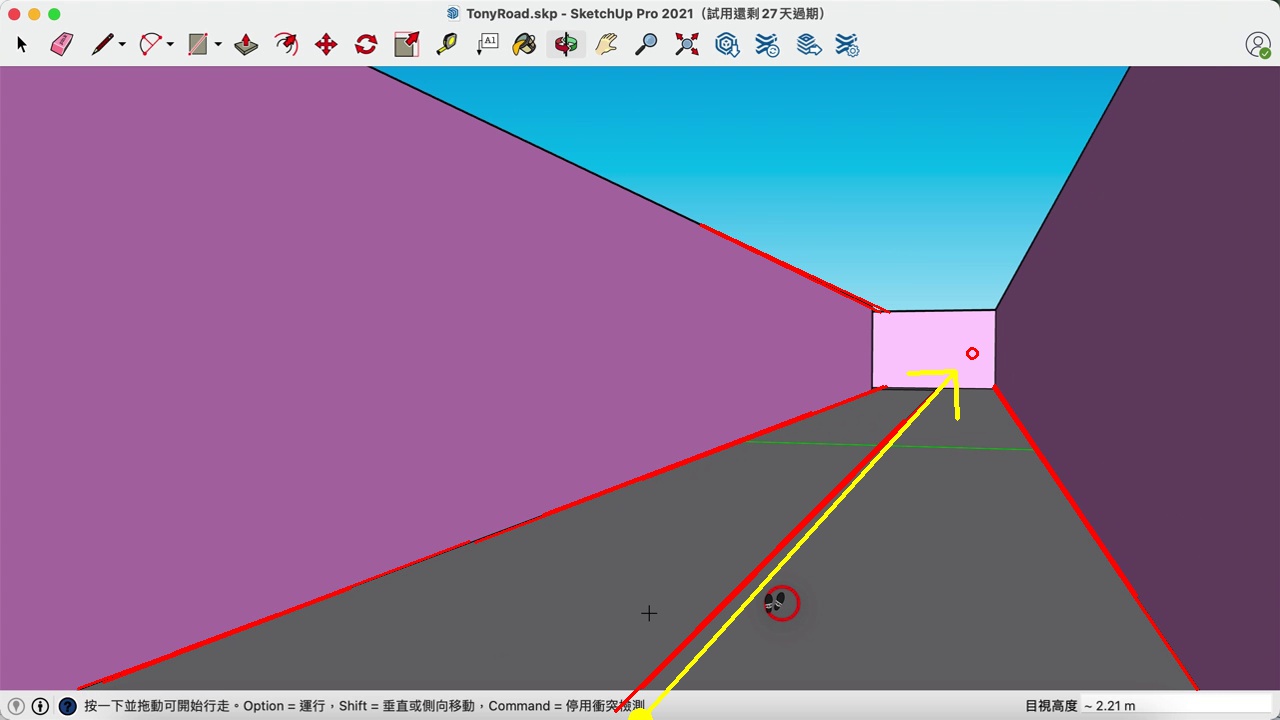 TonyRoad.skp - SketchUp Pro 2021（試用還剩 27 天過期）
A1
按一下並拖動可開始行走。Option = 運行，Shift = 垂直或側向移動，Command = 停用衝突檢測
目視高度 ~ 2.21 m